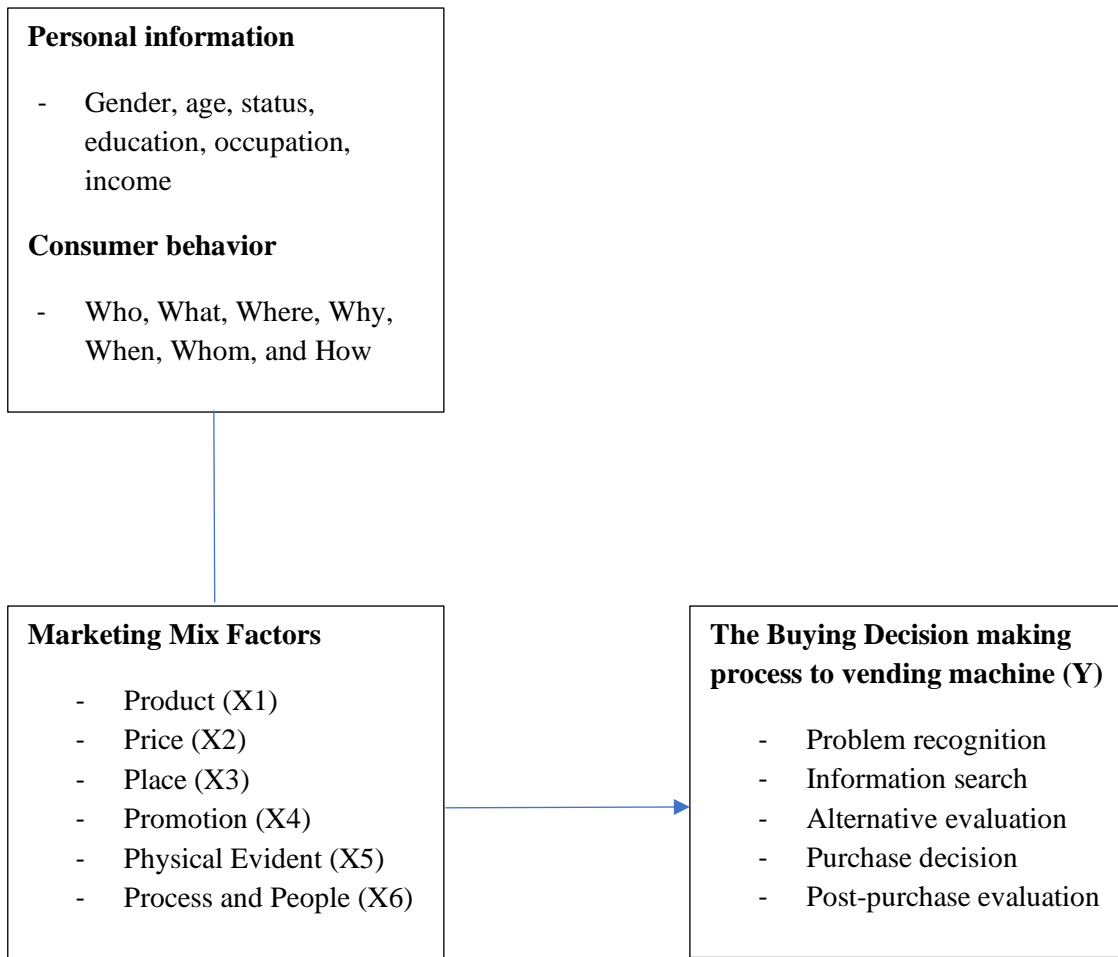 Personal information
- Gender, age, status,
education, occupation,
income
Consumer behavior
- Who, What, Where, Why,
When, Whom, and How
Marketing Mix Factors
- Product (X1)
- Price (X2)
- Place (X3)
- Promotion (X4)
- Physical Evident (X5)
- Process and People (X6)
The Buying Decision making
process to vending machine (Y)
- Problem recognition
- Information search
- Alternative evaluation
- Purchase decision
- Post-purchase evaluation